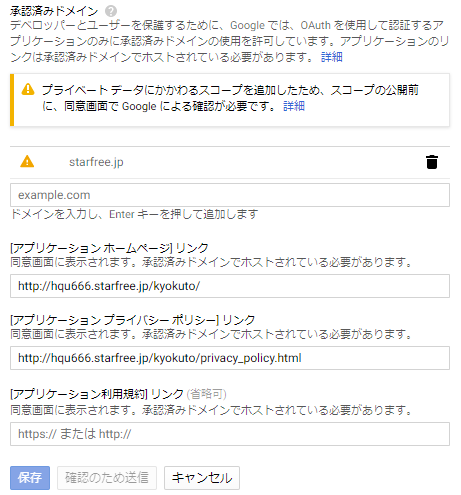 承認済みドメイン ?
デベロッパーとユーザーを保護するために、Google では、OAuth を使用して認証するア
プリケーションのみに承認済みドメインの使用を許可しています。アプリケーションのリ
ンクは承認済みドメインでホストされている必要があります。 詳細
プライベート データにかかわるスコープを追加したため、スコープの公開前
に、同意画面で Google による確認が必要です。 詳細
starfree.jp
example.com
ドメインを入力し、Enter キーを押して追加します
[アプリケーション ホームページ] リンク
同意画面に表示されます。承認済みドメインでホストされている必要があります。
http://hqu666.starfree.jp/kyokuto/
[アプリケーション プライバシー ポリシー] リンク
同意画面に表示されます。承認済みドメインでホストされている必要があります。
http://hqu666.starfree.jp/kyokuto/privacy_policy.html
[アプリケーション利用規約] リンク (省略可)
同意画面に表示されます。承認済みドメインでホストされている必要があります。
https:// または http://
保存 確認のため送信 キャンセル